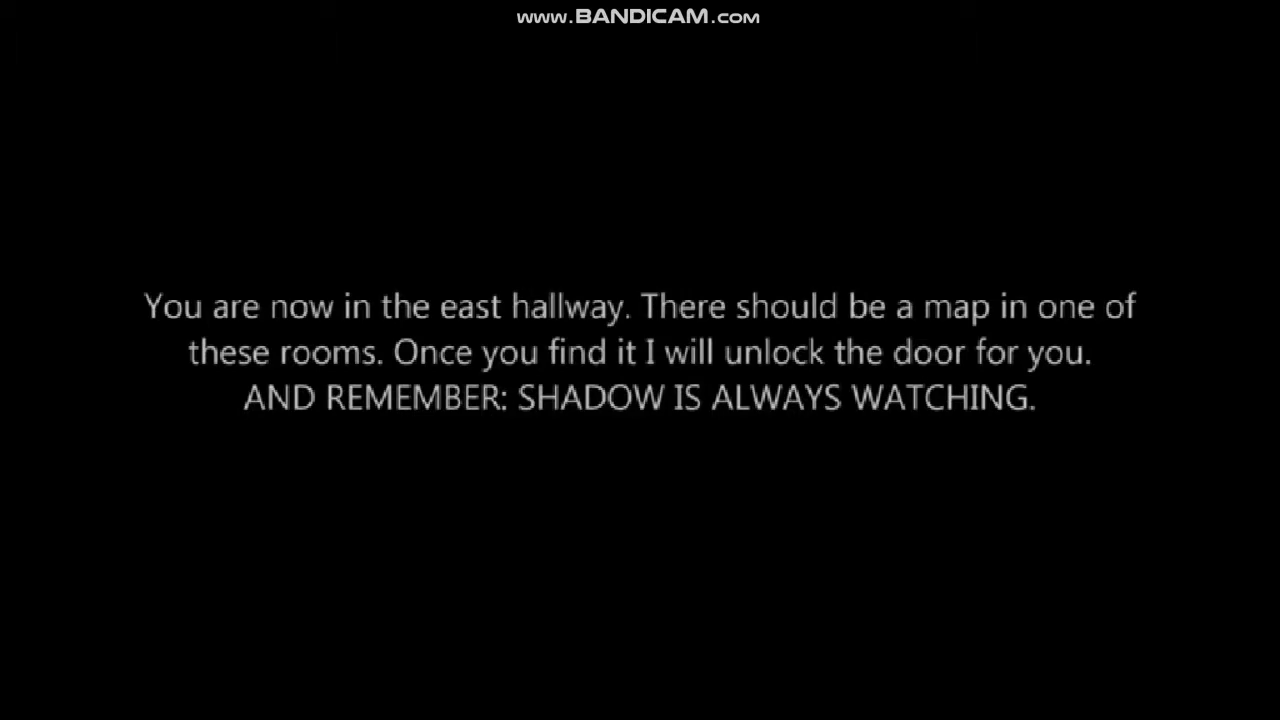 www.BANDICAM.com
You are now in the east hallway. There should be a map in one of
these rooms. Once you find it I will unlock the door for you.
AND REMEMBER: SHADOW IS ALWAYS WATCHING.